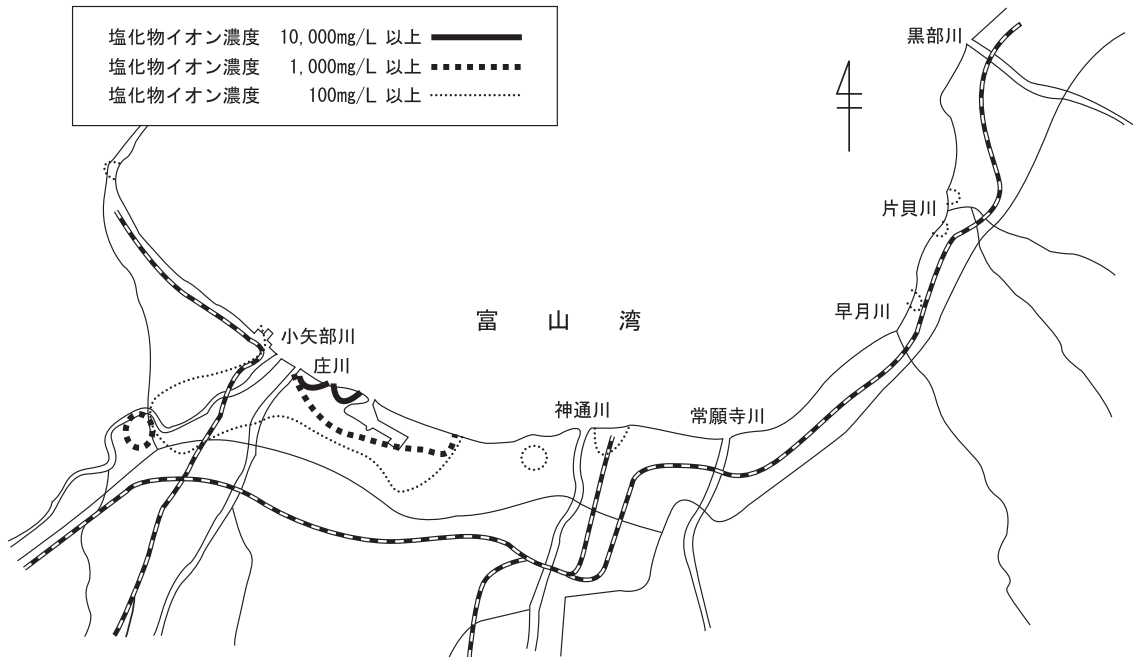 塩化物イオン濃度 10,000mg/L 以上
塩化物イオン濃度 1,000mg/L 以上
塩化物イオン濃度 100mg/L 以上
黒部川
片貝川
早月川
富山湾
小矢部川
庄川
神通川
常願寺川